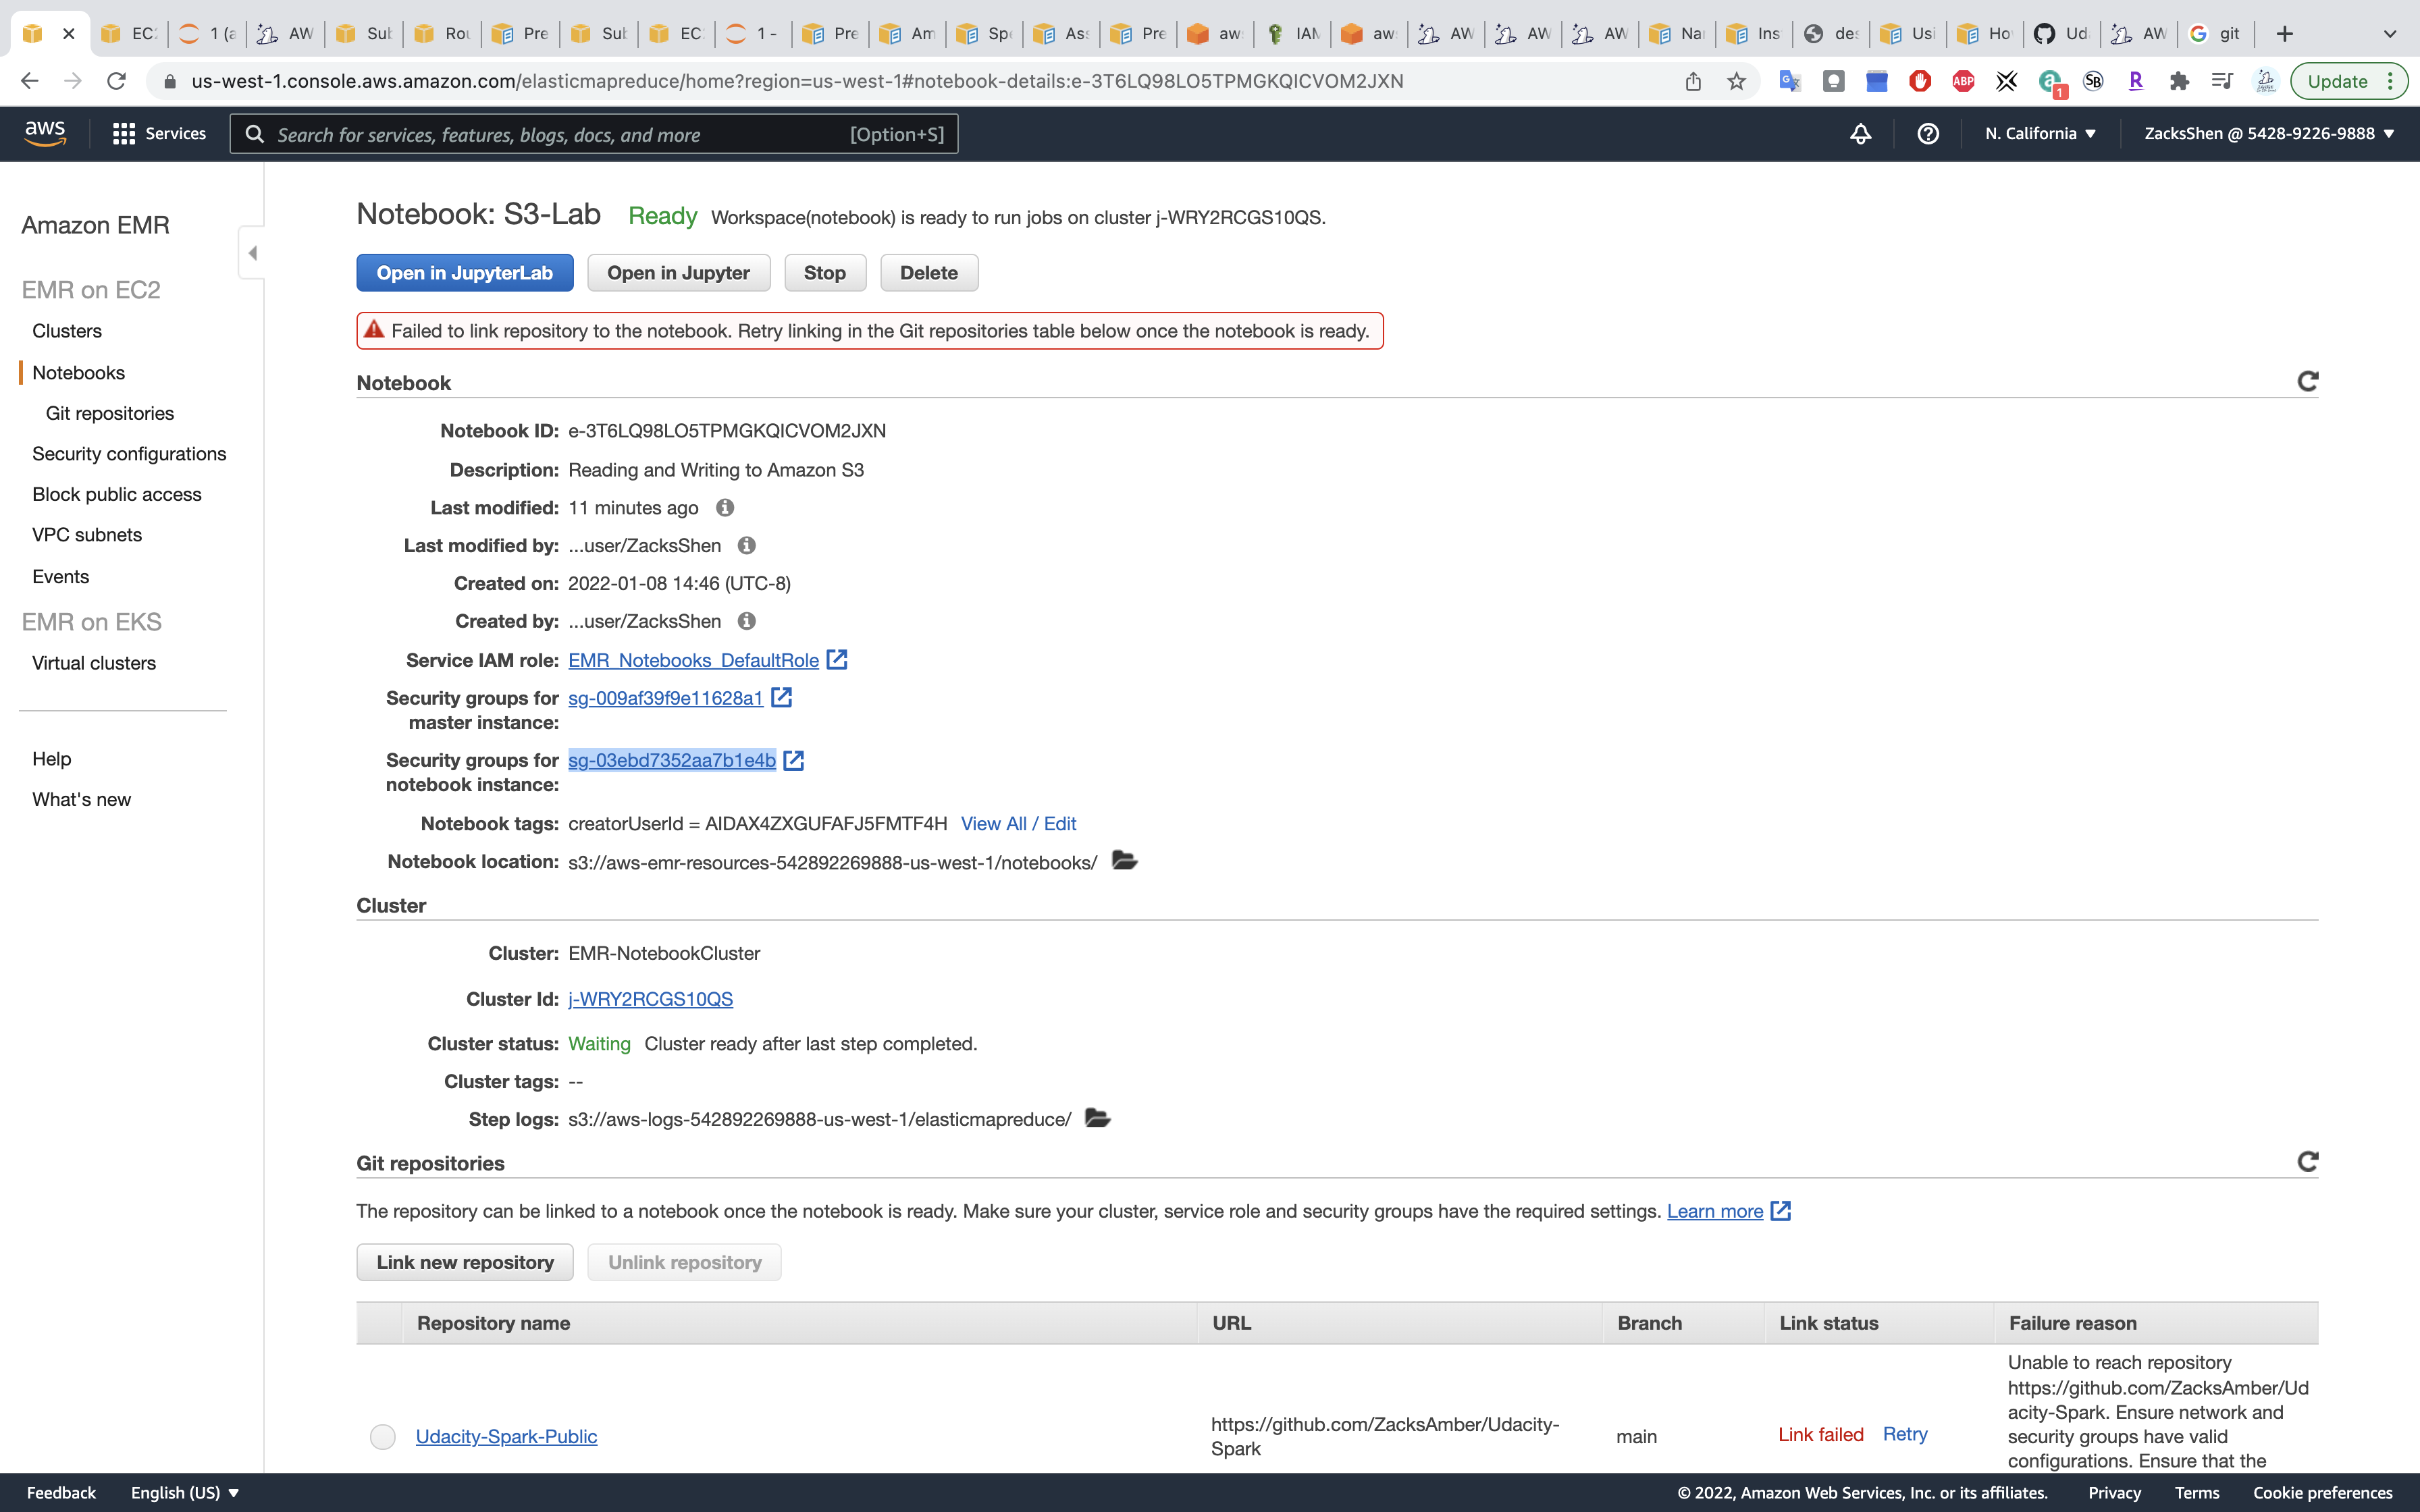 EC2
1 (a
AW
Sub
Rou
Pre
Sub
EC
1 -
Pre
Am
Spe
Ass
Pre
aw
IAM
aw
AW
AW
AW
Na
Ins
des
Usi
Ho
Ud
AW
git
us-west-1.console.aws.amazon.com/elasticmapreduce/home?region=us-west-1#notebook-details:e-3T6LQ98LO5TPMGKQICVOM2JXN
ABP
1
SB
R
Update
aws
Services
Search for services, features, blogs, docs, and more
[Option+S]
N. California
ZacksShen @ 5428-9226-9888
Amazon EMR
EMR on EC2
Clusters
Notebooks
Git repositories
Security configurations
Block public access
VPC subnets
Events
EMR on EKS
Virtual clusters
Help
What's new
Notebook: S3-Lab Ready Workspace(notebook) is ready to run jobs on cluster j-WRY2RCGS10QS.
Open in JupyterLab
Open in Jupyter
Stop
Delete
Failed to link repository to the notebook. Retry linking in the Git repositories table below once the notebook is ready.
Notebook
Notebook ID: e-3T6LQ98LO5TPMGKQICVOM2JXN
Description: Reading and Writing to Amazon S3
Last modified: 11 minutes ago
Last modified by: ...user/ZacksShen
Created on: 2022-01-08 14:46 (UTC-8)
Created by: ...user/ZacksShen
Service IAM role: EMR_Notebooks_DefaultRole
Security groups for master instance: sg-009af39f9e11628a1
Security groups for notebook instance: sg-03ebd7352aa7b1e4b
Notebook tags: creatorUserId = AIDAX4ZXGUFAFJ5FMTF4H View All / Edit
Notebook location: s3://aws-emr-resources-542892269888-us-west-1/notebooks/
Cluster
Cluster: EMR-NotebookCluster
Cluster Id: j-WRY2RCGS10QS
Cluster status: Waiting Cluster ready after last step completed.
Cluster tags: --
Step logs: s3://aws-logs-542892269888-us-west-1/elasticmapreduce/
Git repositories
The repository can be linked to a notebook once the notebook is ready. Make sure your cluster, service role and security groups have the required settings. Learn more
Link new repository
Unlink repository
Repository name
URL
Branch
Link status
Failure reason
Udacity-Spark-Public
https://github.com/ZacksAmber/Udacity-
Spark
main
Link failed Retry
Unable to reach repository
https://github.com/ZacksAmber/Ud
acity-Spark. Ensure network and
security groups have valid
configurations. Ensure that the
Feedback
English (US)
© 2022, Amazon Web Services, Inc. or its affiliates.
Privacy
Terms
Cookie preferences